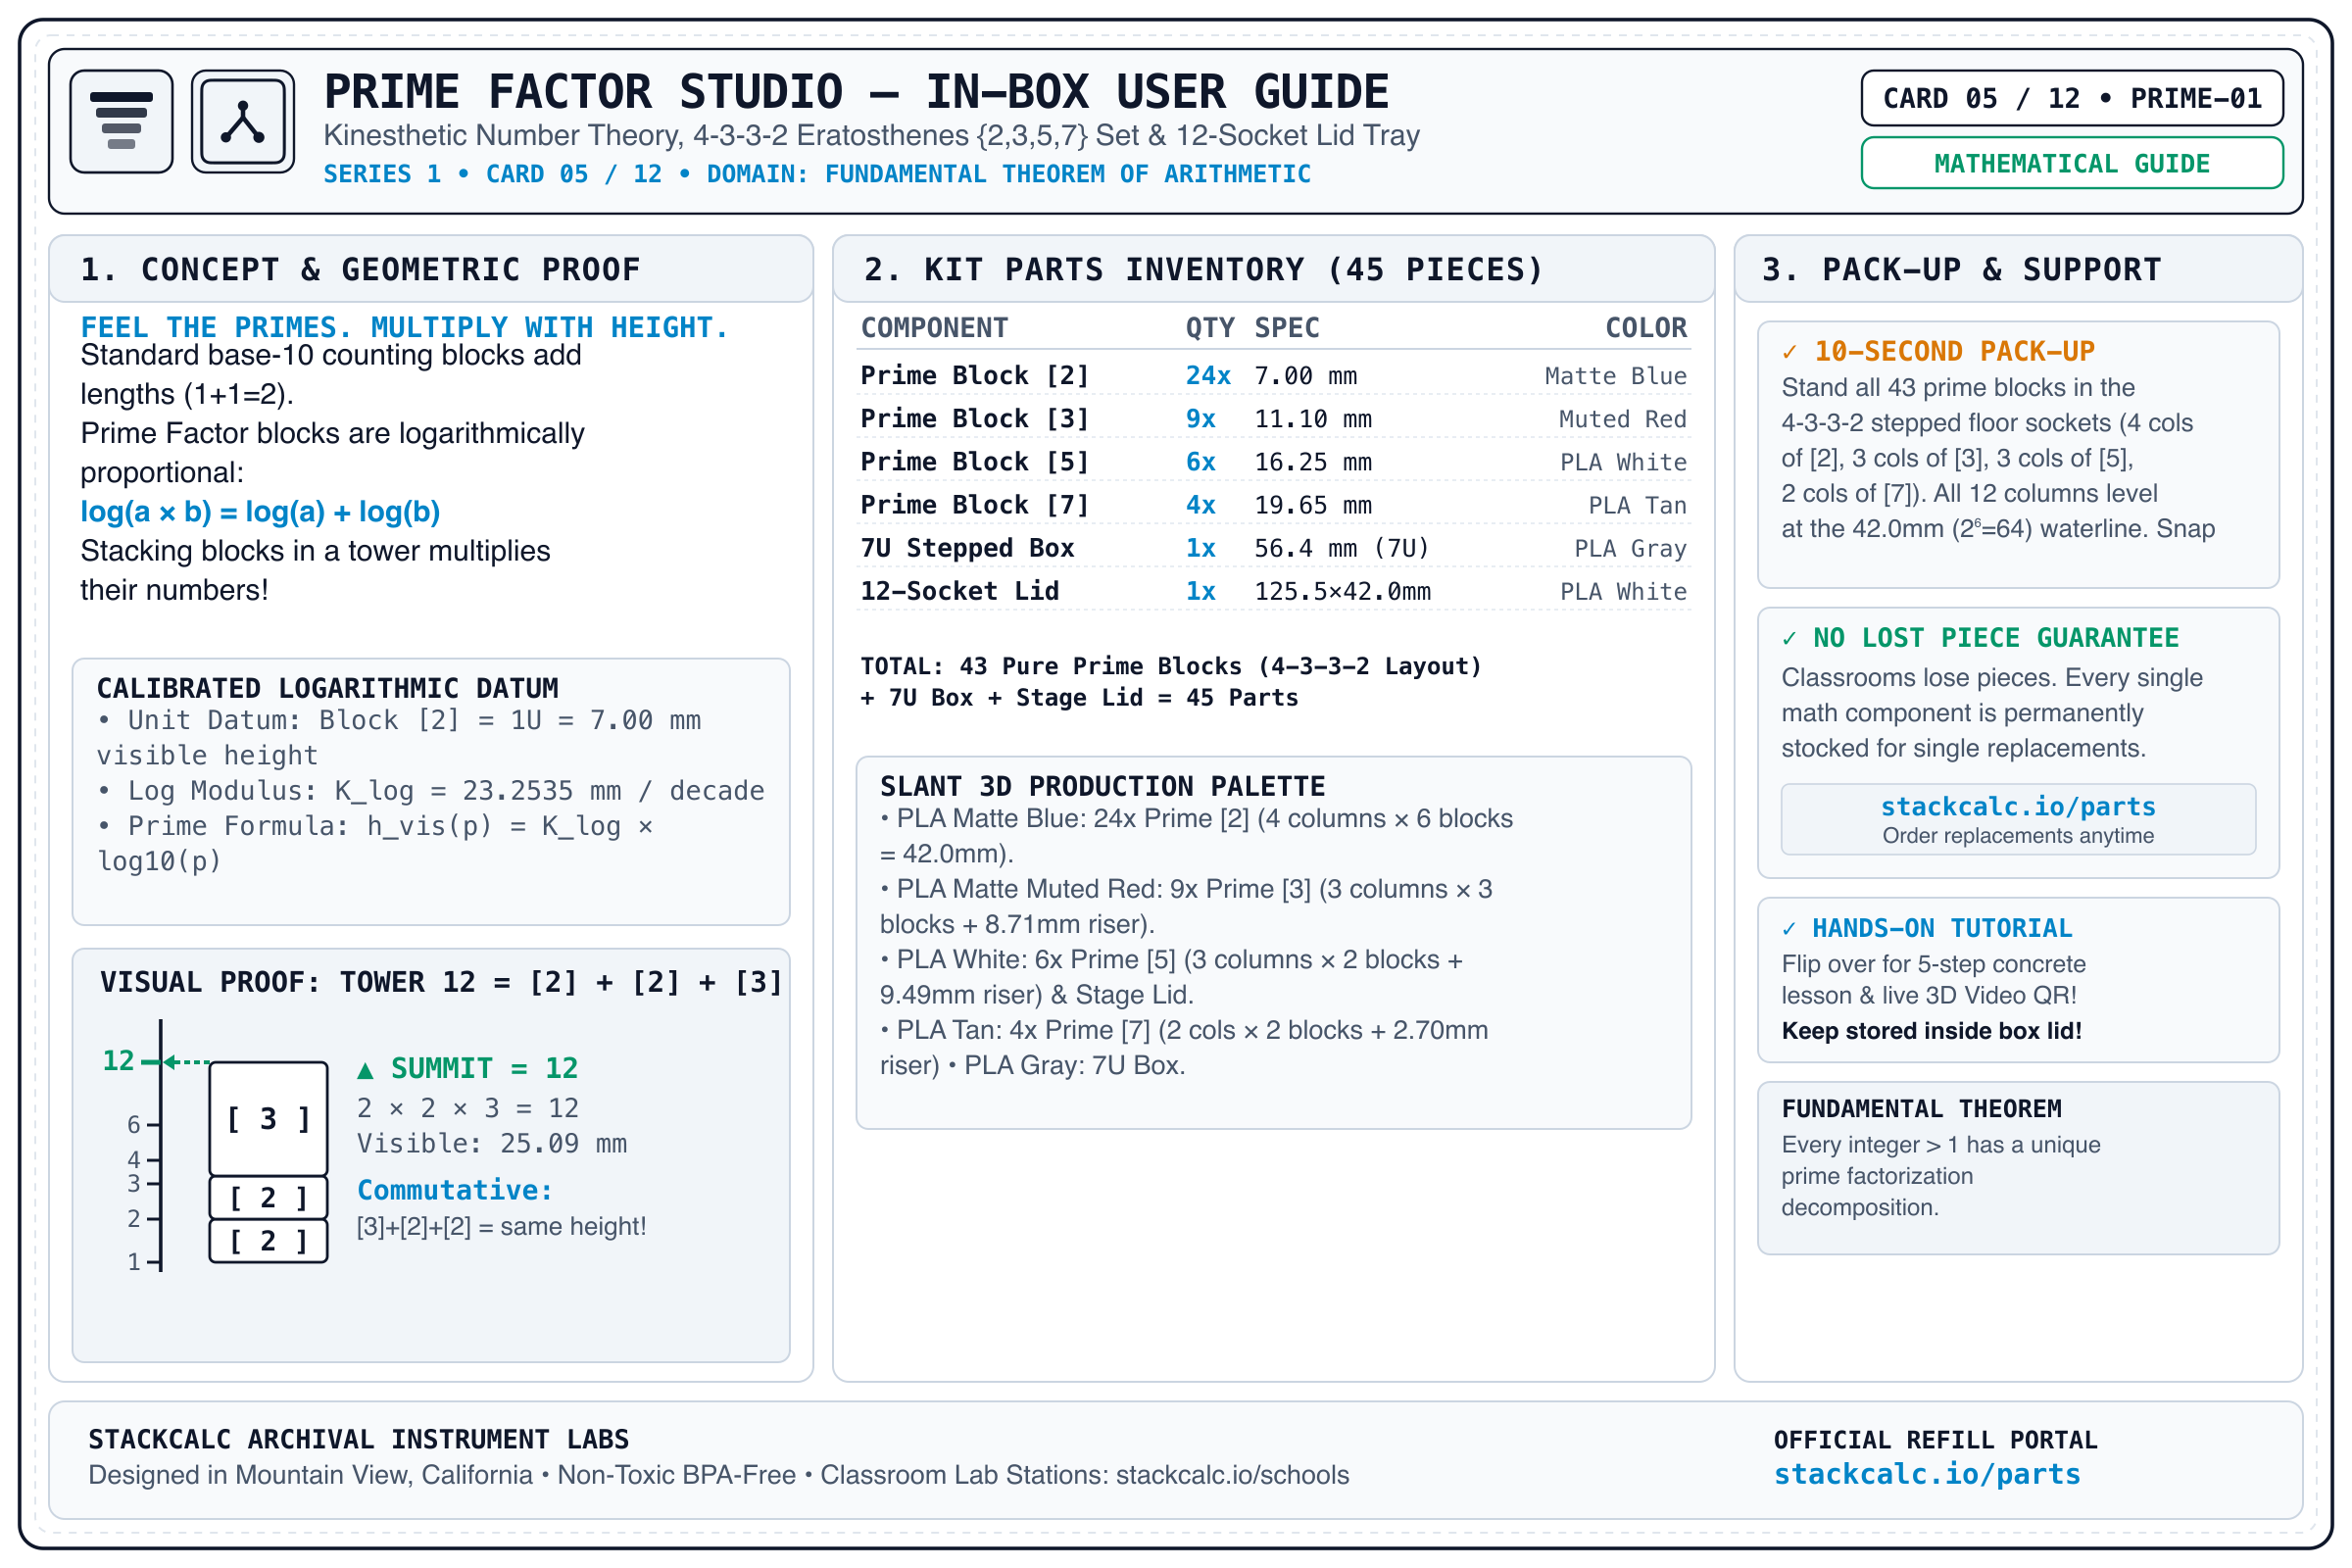 PRIME FACTOR STUDIO — IN–BOX USER GUIDE
Kinesthetic Number Theory, 4-3-3-2 Eratosthenes {2,3,5,7} Set & 12-Socket Lid Tray
SERIES 1 • CARD 05 / 12 • DOMAIN: FUNDAMENTAL THEOREM OF ARITHMETIC
CARD 05 / 12 • PRIME–01
MATHEMATICAL GUIDE
1. CONCEPT & GEOMETRIC PROOF
FEEL THE PRIMES. MULTIPLY WITH HEIGHT.
Standard base-10 counting blocks add
lengths (1+1=2).
Prime Factor blocks are logarithmically
proportional:
log(a × b) = log(a) + log(b)
Stacking blocks in a tower multiplies
their numbers!
CALIBRATED LOGARITHMIC DATUM
• Unit Datum: Block [2] = 1U = 7.00 mm
visible height
• Log Modulus: K_log = 23.2535 mm / decade
• Prime Formula: h_vis(p) = K_log ×
log10(p)
VISUAL PROOF: TOWER 12 = [2] + [2] + [3]
12
6
4
3
2
1
[ 3 ]
[ 2 ]
[ 2 ]
▲ SUMMIT = 12
2 × 2 × 3 = 12
Visible: 25.09 mm
Commutative:
[3]+[2]+[2] = same height!
2. KIT PARTS INVENTORY (45 PIECES)
COMPONENT QTY SPEC COLOR
Prime Block [2] 24x 7.00 mm Matte Blue
Prime Block [3] 9x 11.10 mm Muted Red
Prime Block [5] 6x 16.25 mm PLA White
Prime Block [7] 4x 19.65 mm PLA Tan
7U Stepped Box 1x 56.4 mm (7U) PLA Gray
12–Socket Lid 1x 125.5×42.0mm PLA White
TOTAL: 43 Pure Prime Blocks (4–3–3–2 Layout)
+ 7U Box + Stage Lid = 45 Parts
SLANT 3D PRODUCTION PALETTE
• PLA Matte Blue: 24x Prime [2] (4 columns × 6 blocks
= 42.0mm).
• PLA Matte Muted Red: 9x Prime [3] (3 columns × 3
blocks + 8.71mm riser).
• PLA White: 6x Prime [5] (3 columns × 2 blocks +
9.49mm riser) & Stage Lid.
• PLA Tan: 4x Prime [7] (2 cols × 2 blocks + 2.70mm
riser) • PLA Gray: 7U Box.
3. PACK–UP & SUPPORT
✓ 10–SECOND PACK–UP
Stand all 43 prime blocks in the
4-3-3-2 stepped floor sockets (4 cols
of [2], 3 cols of [3], 3 cols of [5],
2 cols of [7]). All 12 columns level
at the 42.0mm (2⁶=64) waterline. Snap
✓ NO LOST PIECE GUARANTEE
Classrooms lose pieces. Every single
math component is permanently
stocked for single replacements.
stackcalc.io/parts
Order replacements anytime
✓ HANDS–ON TUTORIAL
Flip over for 5-step concrete
lesson & live 3D Video QR!
Keep stored inside box lid!
FUNDAMENTAL THEOREM
Every integer > 1 has a unique
prime factorization
decomposition.
STACKCALC ARCHIVAL INSTRUMENT LABS
Designed in Mountain View, California • Non-Toxic BPA-Free • Classroom Lab Stations: stackcalc.io/schools
OFFICIAL REFILL PORTAL
stackcalc.io/parts